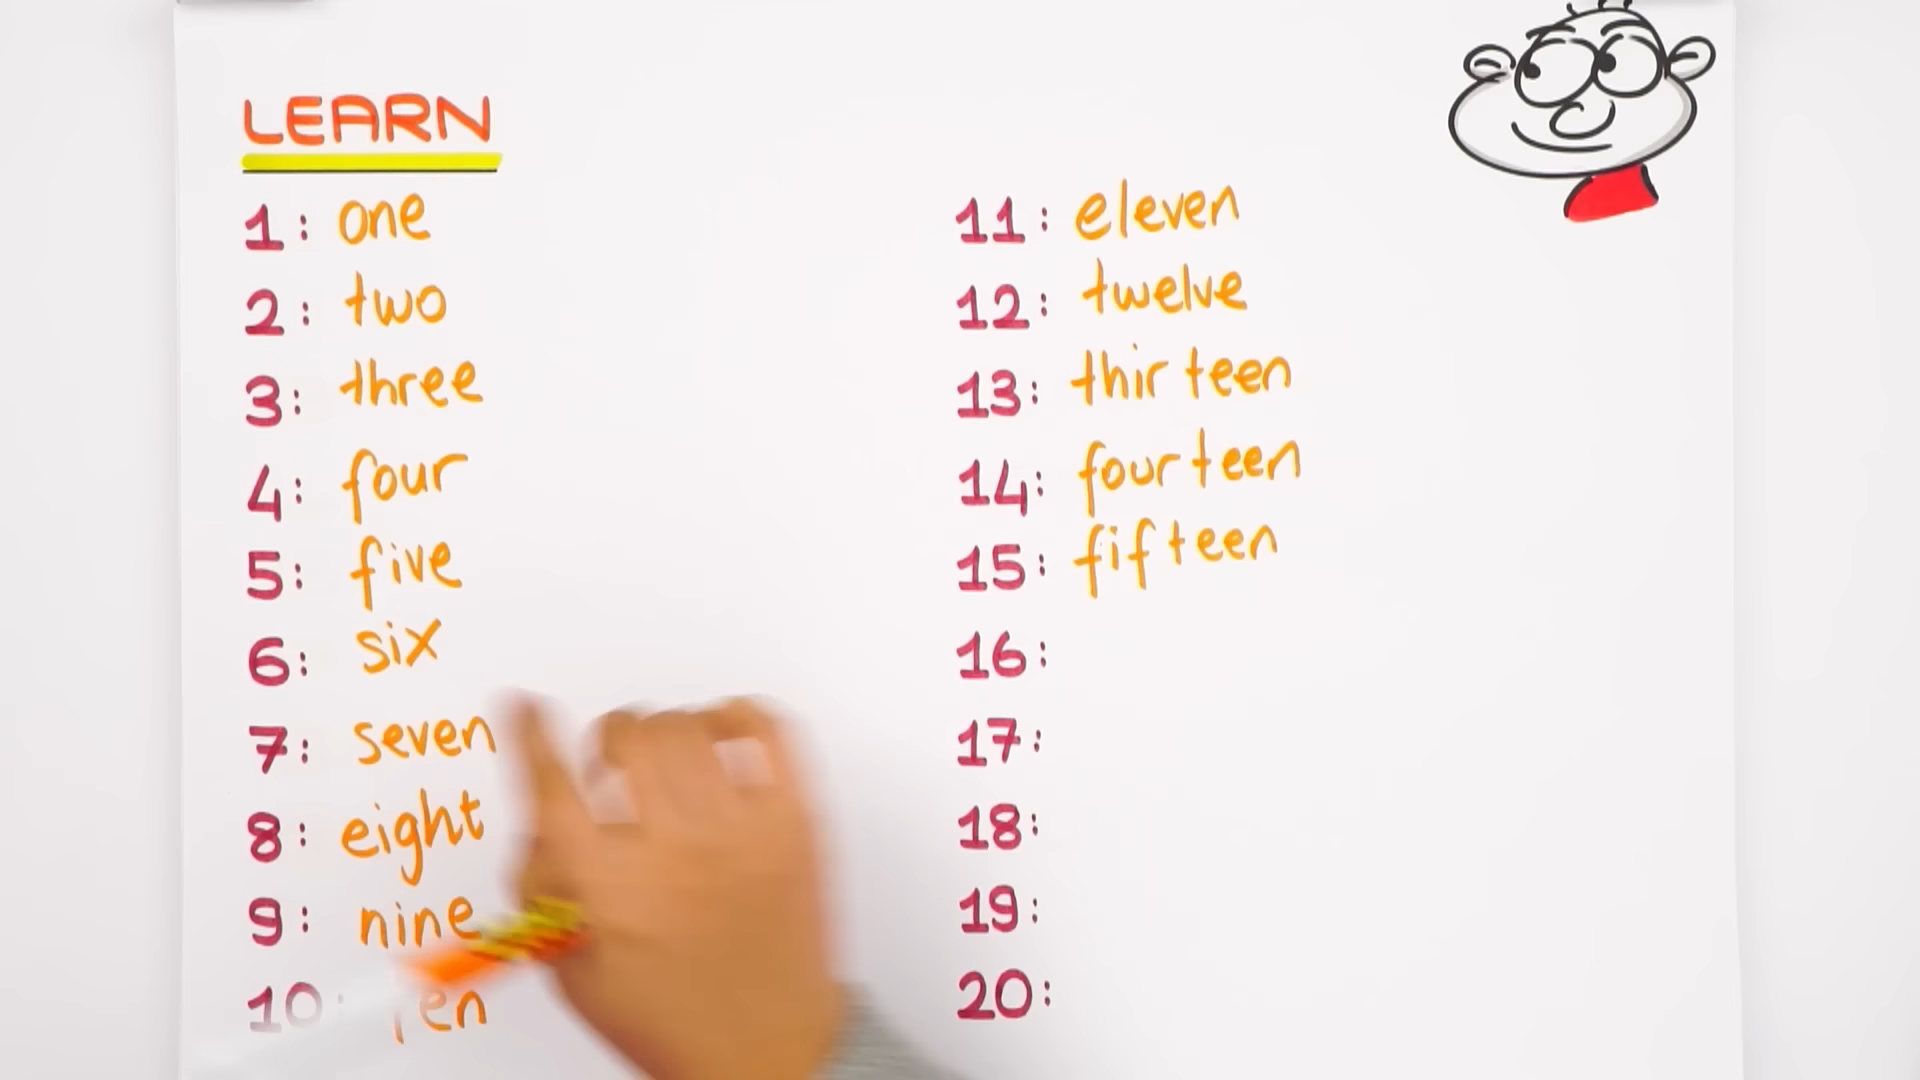 LEARN
1: one
2: two
3: three
4: four
5: five
6: six
7: seven
8: eight
9: nine
10: ten
11: eleven
12: twelve
13: thirteen
14: fourteen
15: fifteen
16:
17:
18:
19:
20: